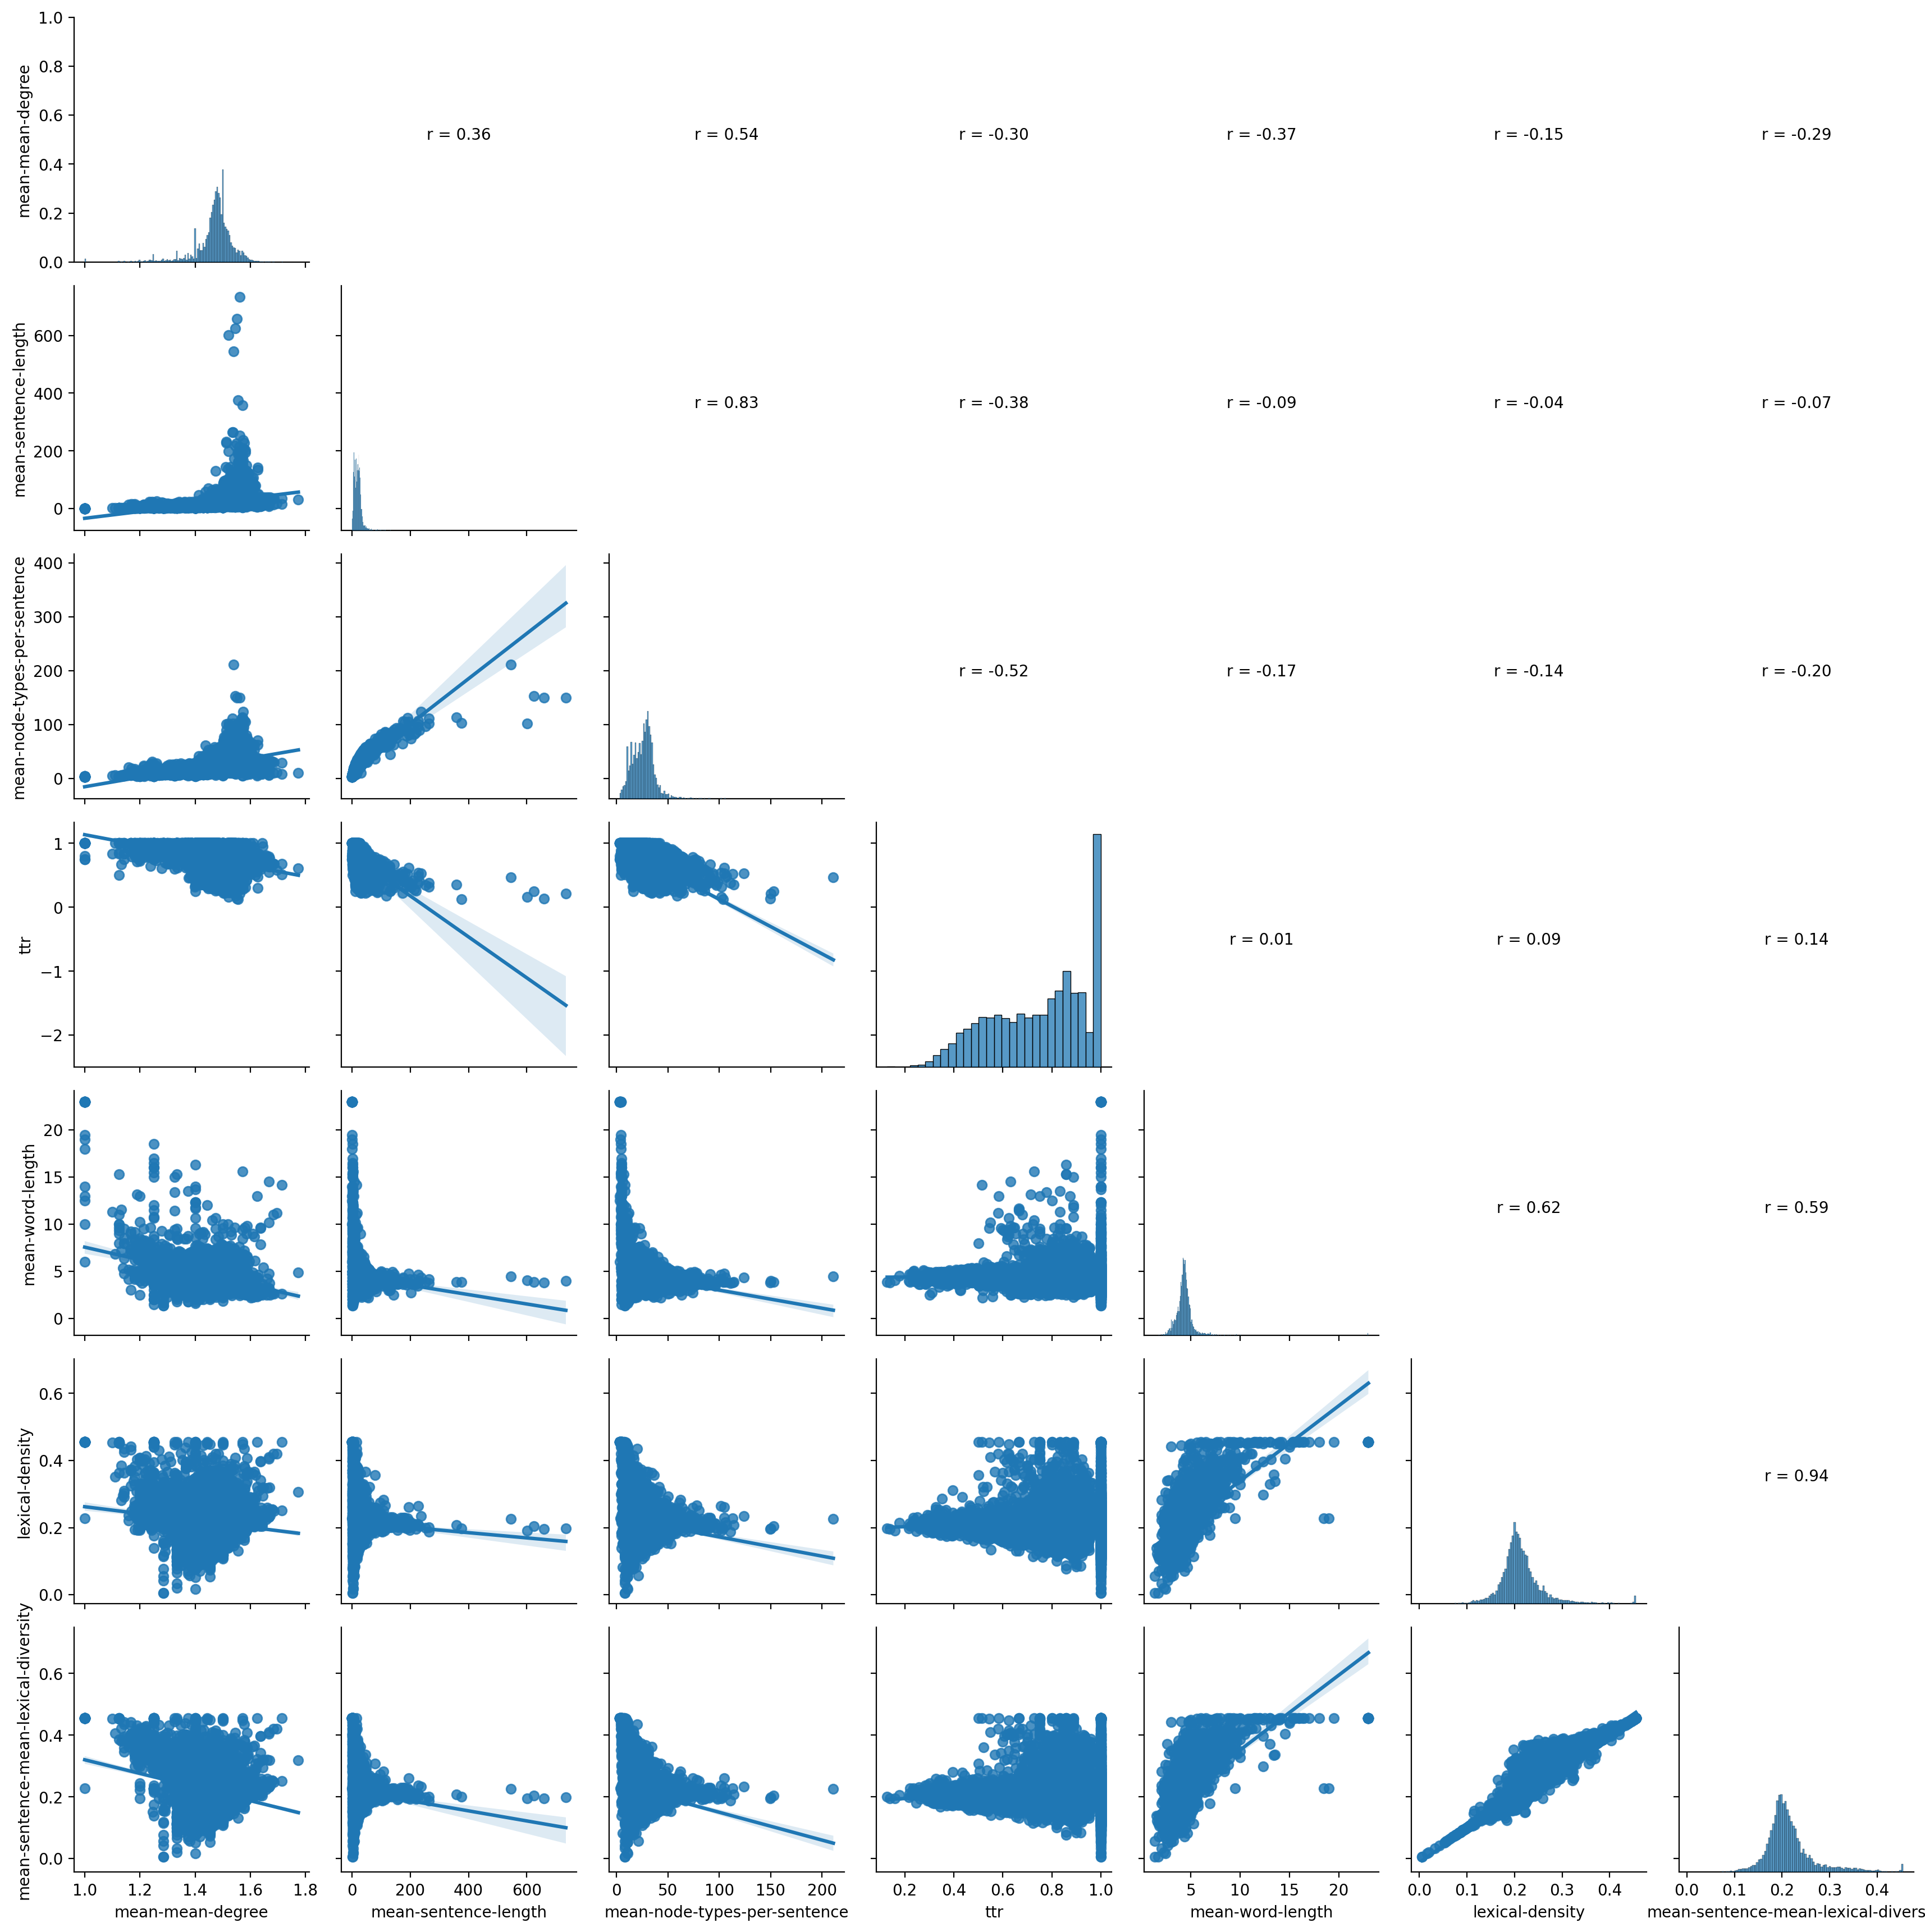 1.0
0.8
0.6
0.4
0.2
0.0
mean-mean-degree
r = 0.36
r = 0.54
r = -0.30
r = -0.37
r = -0.15
r = -0.29
600
400
200
0
mean-sentence-length
r = 0.83
r = -0.38
r = -0.09
r = -0.04
r = -0.07
400
300
200
100
0
mean-node-types-per-sentence
r = -0.52
r = -0.17
r = -0.14
r = -0.20
1
0
−1
−2
ttr
r = 0.01
r = 0.09
r = 0.14
20
15
10
5
0
mean-word-length
r = 0.62
r = 0.59
0.6
0.4
0.2
0.0
lexical-density
r = 0.94
0.6
0.4
0.2
0.0
mean-sentence-mean-lexical-diversity
1.0 1.2 1.4 1.6 1.8
mean-mean-degree
0 200 400 600
mean-sentence-length
0 50 100 150 200
mean-node-types-per-sentence
0.2 0.4 0.6 0.8 1.0
ttr
5 10 15 20
mean-word-length
0.0 0.1 0.2 0.3 0.4
lexical-density
0.0 0.1 0.2 0.3 0.4
mean-sentence-mean-lexical-divers